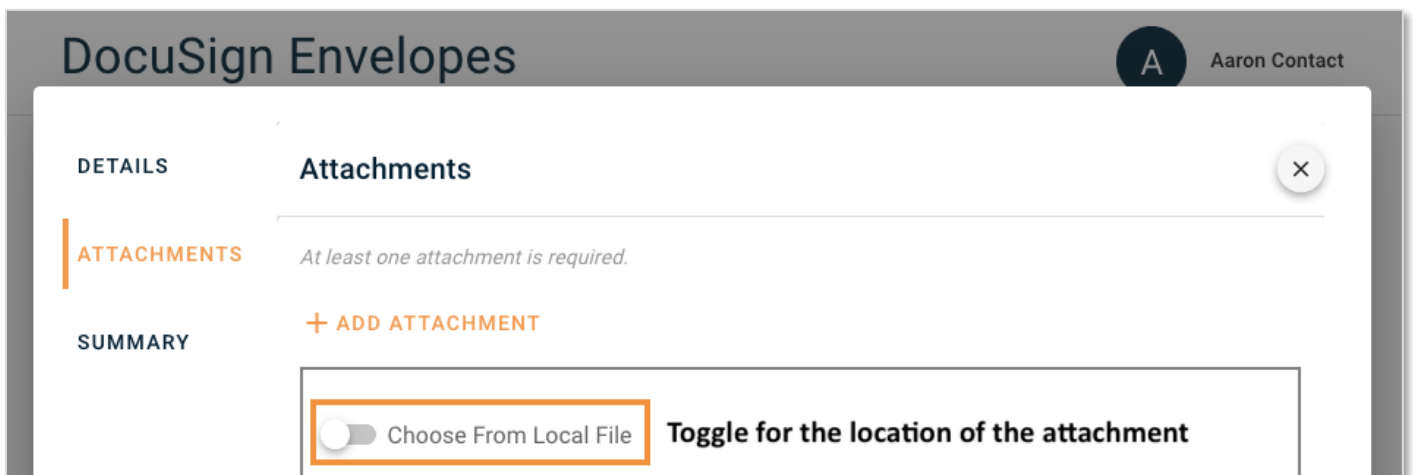 DocuSign Envelopes
A
Aaron Contact
DETAILS
Attachments
ATTACHMENTS
At least one attachment is required.
+ ADD ATTACHMENT
SUMMARY
Choose From Local File
Toggle for the location of the attachment